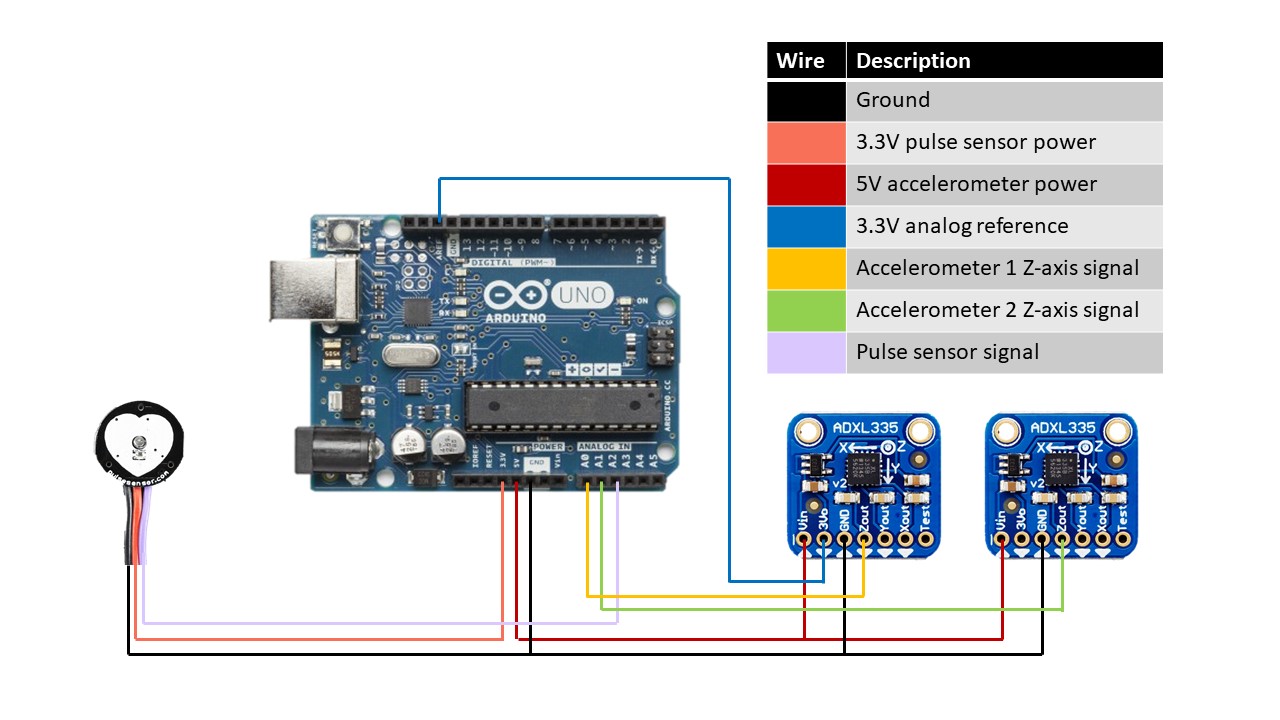 Wire Description
Ground
3.3V pulse sensor power
5V accelerometer power
3.3V analog reference
Accelerometer 1 Z-axis signal
Accelerometer 2 Z-axis signal
Pulse sensor signal
RESET
AREF
GND
13
12
~11
~10
~9
8
7
~6
~5
4
~3
2
TX→1
RX←0
DIGITAL (PWM~)
TX
RX
ARDUINO
UNO
ON
ICSP
ARDUINO.CC
POWER
ANALOG IN
IOREF
RESET
3.3V
5V
GND
Vin
A0
A1
A2
A3
A4
A5
pulsesensor.com
ADXL335
X
Z
Y
v2
Vin
3Vo
GND
Zout
Yout
Xout
Test
ADXL335
X
Z
Y
v2
Vin
3Vo
GND
Zout
Yout
Xout
Test